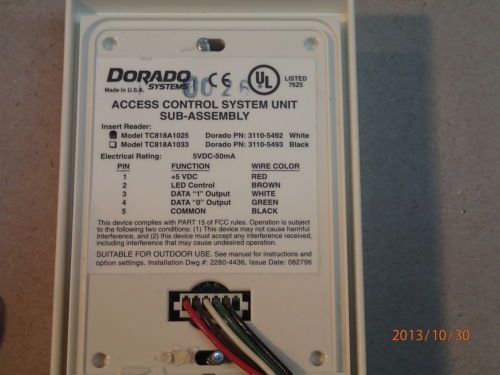 DORADO SYSTEMS
Made in U.S.A.
0026
CE
UL
LISTED
76Z5
ACCESS CONTROL SYSTEM UNIT
SUB-ASSEMBLY
Insert Reader:
Model TC818A1025 Dorado PN: 3110-5492 White
Model TC818A1033 Dorado PN: 3110-5493 Black
Electrical Rating: 5VDC-50mA
PIN FUNCTION WIRE COLOR
1 +5 VDC RED
2 LED Control BROWN
3 DATA "1" Output WHITE
4 DATA "0" Output GREEN
5 COMMON BLACK
This device complies with PART 15 of FCC rules. Operation is subject
to the following two conditions: (1) This device may not cause harmful
interference, and (2) this device must accept any interference received,
including interference that may cause undesired operation.
SUITABLE FOR OUTDOOR USE. See manual for instructions and
option settings. Installation Dwg #: 2280-4436, Issue Date: 082796
2013/10/30